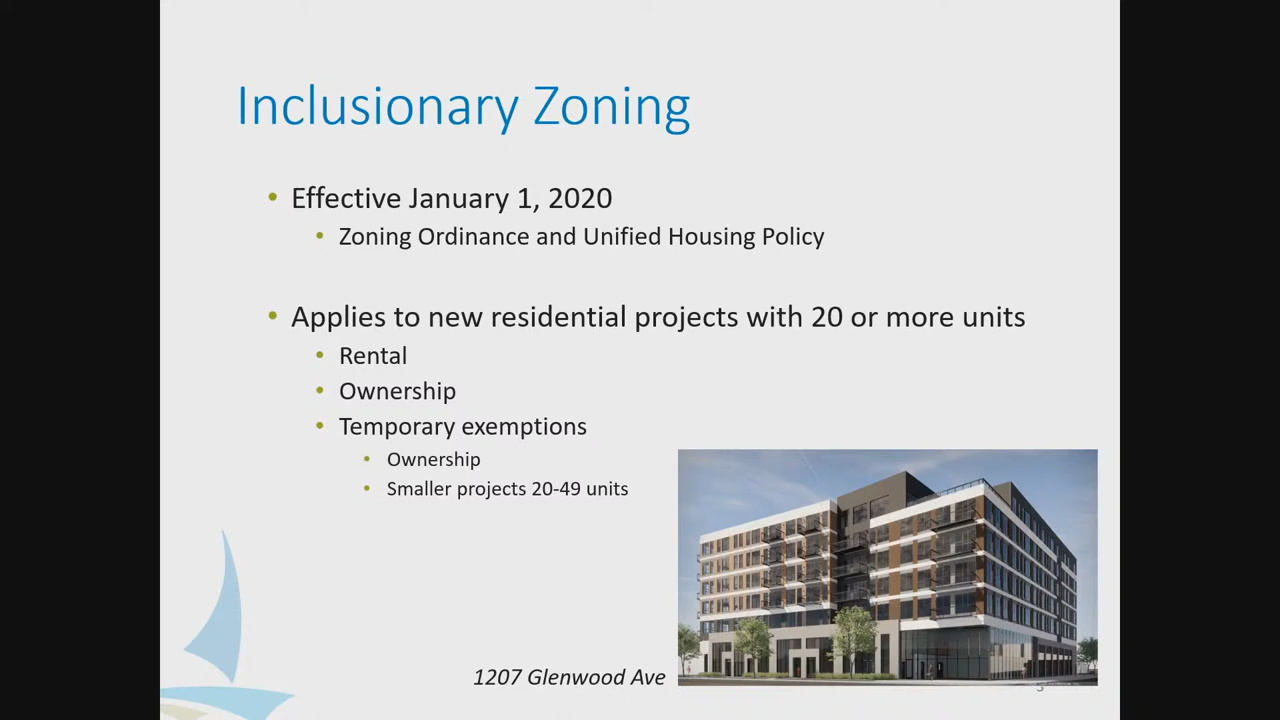 Inclusionary Zoning
• Effective January 1, 2020
• Zoning Ordinance and Unified Housing Policy
• Applies to new residential projects with 20 or more units
• Rental
• Ownership
• Temporary exemptions
• Ownership
• Smaller projects 20-49 units
1207 Glenwood Ave